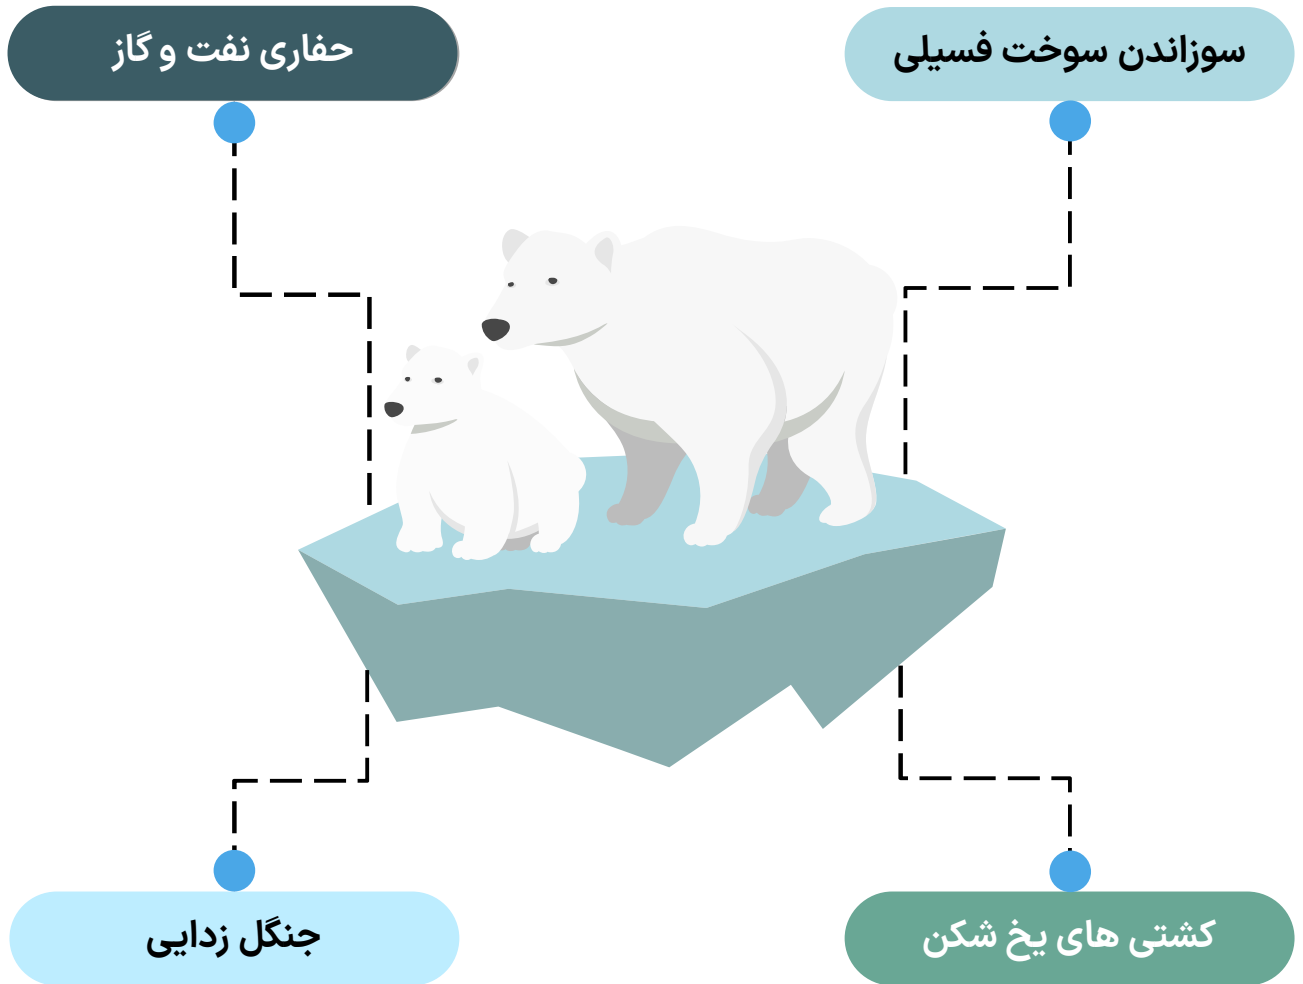 سوزاندن سوخت فسیلی
حفاری نفت و گاز
کشتی های یخ شکن
جنگل زدایی